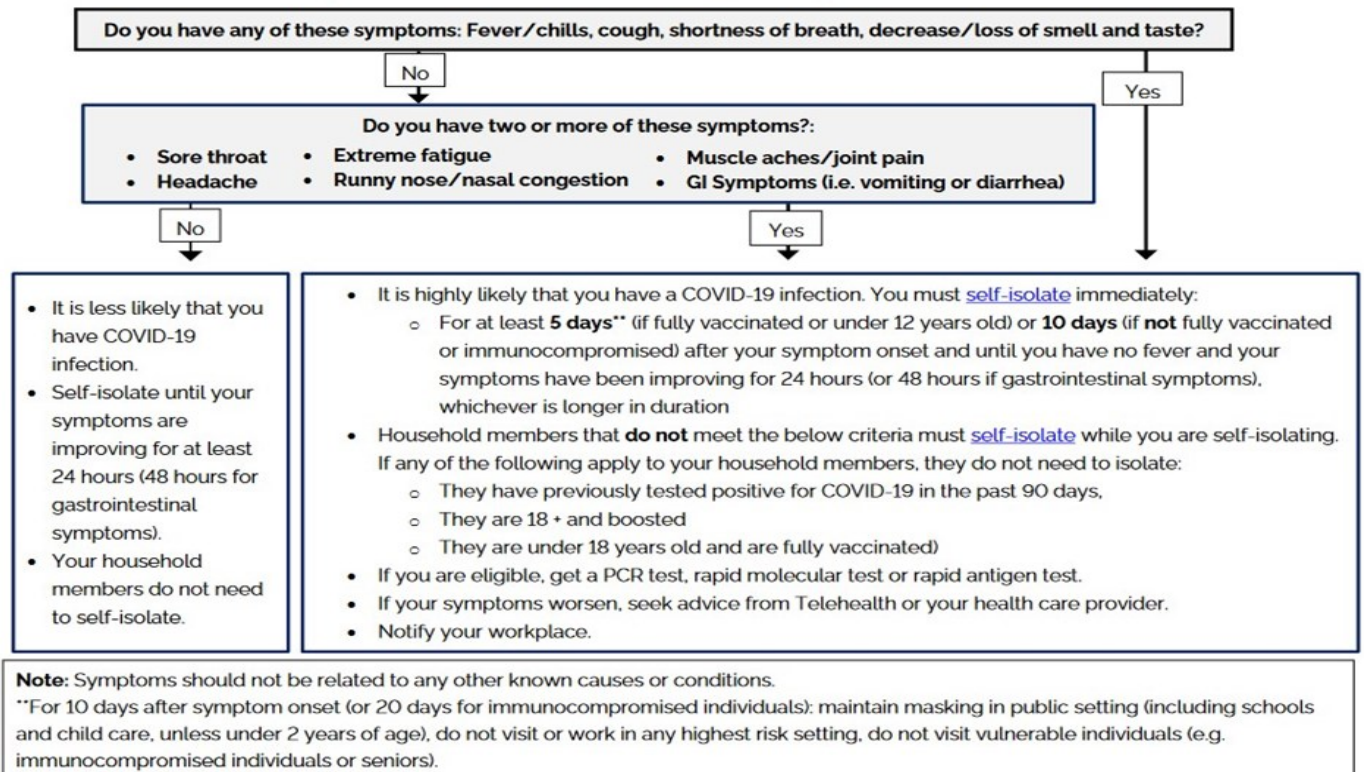 Do you have any of these symptoms: Fever/chills, cough, shortness of breath, decrease/loss of smell and taste?
No
Yes
Do you have two or more of these symptoms?:
• Sore throat • Extreme fatigue • Muscle aches/joint pain
• Headache • Runny nose/nasal congestion • GI Symptoms (i.e. vomiting or diarrhea)
No
Yes
• It is less likely that you
have COVID-19
infection.
• Self-isolate until your
symptoms are
improving for at least
24 hours (48 hours for
gastrointestinal
symptoms).
• Your household
members do not need
to self-isolate.
• It is highly likely that you have a COVID-19 infection. You must self-isolate immediately:
o For at least 5 days** (if fully vaccinated or under 12 years old) or 10 days (if not fully vaccinated
or immunocompromised) after your symptom onset and until you have no fever and your
symptoms have been improving for 24 hours (or 48 hours if gastrointestinal symptoms),
whichever is longer in duration
• Household members that do not meet the below criteria must self-isolate while you are self-isolating.
If any of the following apply to your household members, they do not need to isolate:
o They have previously tested positive for COVID-19 in the past 90 days,
o They are 18 + and boosted
o They are under 18 years old and are fully vaccinated)
• If you are eligible, get a PCR test, rapid molecular test or rapid antigen test.
• If your symptoms worsen, seek advice from Telehealth or your health care provider.
• Notify your workplace.
Note: Symptoms should not be related to any other known causes or conditions.
**For 10 days after symptom onset (or 20 days for immunocompromised individuals): maintain masking in public setting (including schools
and child care, unless under 2 years of age), do not visit or work in any highest risk setting, do not visit vulnerable individuals (e.g.
immunocompromised individuals or seniors).